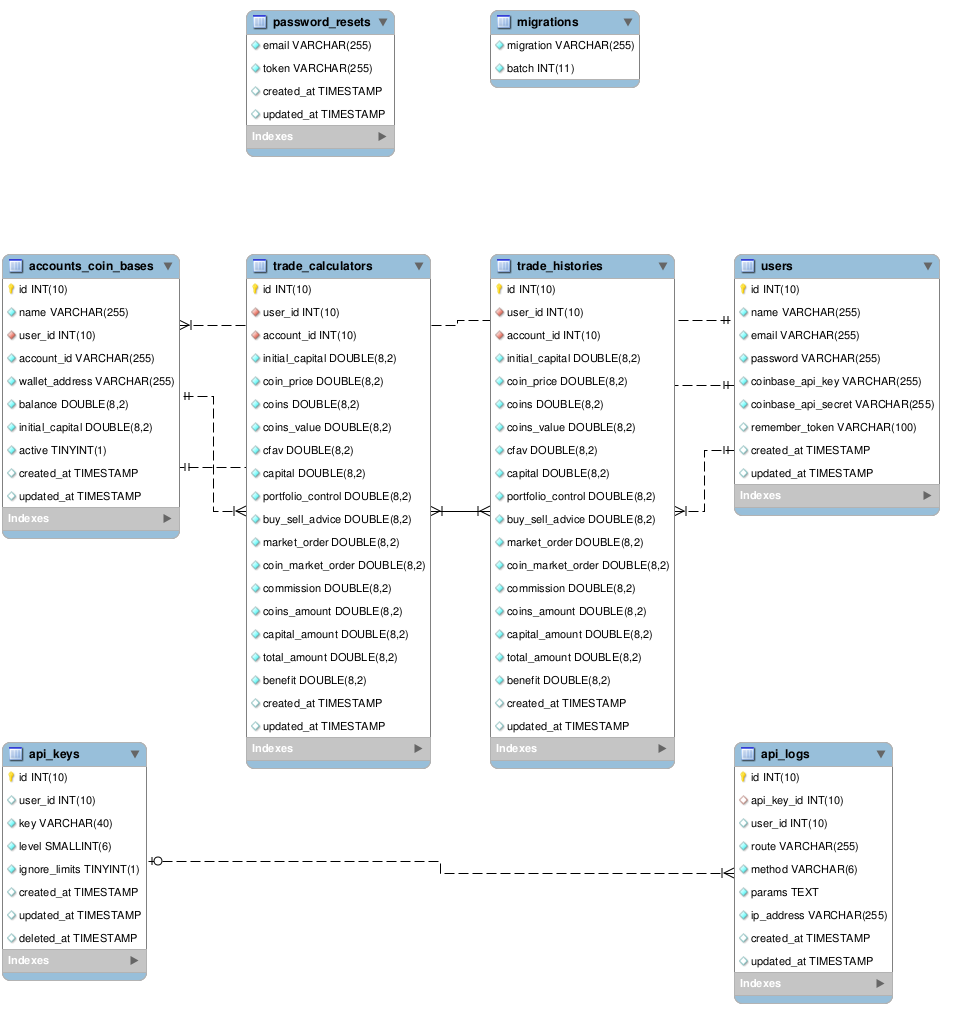 password_resets
email VARCHAR(255)
token VARCHAR(255)
created_at TIMESTAMP
updated_at TIMESTAMP
Indexes
migrations
migration VARCHAR(255)
batch INT(11)
accounts_coin_bases
id INT(10)
name VARCHAR(255)
user_id INT(10)
account_id VARCHAR(255)
wallet_address VARCHAR(255)
balance DOUBLE(8,2)
initial_capital DOUBLE(8,2)
active TINYINT(1)
created_at TIMESTAMP
updated_at TIMESTAMP
Indexes
trade_calculators
id INT(10)
user_id INT(10)
account_id INT(10)
initial_capital DOUBLE(8,2)
coin_price DOUBLE(8,2)
coins DOUBLE(8,2)
coins_value DOUBLE(8,2)
cfav DOUBLE(8,2)
capital DOUBLE(8,2)
portfolio_control DOUBLE(8,2)
buy_sell_advice DOUBLE(8,2)
market_order DOUBLE(8,2)
coin_market_order DOUBLE(8,2)
commission DOUBLE(8,2)
coins_amount DOUBLE(8,2)
capital_amount DOUBLE(8,2)
total_amount DOUBLE(8,2)
benefit DOUBLE(8,2)
created_at TIMESTAMP
updated_at TIMESTAMP
Indexes
trade_histories
id INT(10)
user_id INT(10)
account_id INT(10)
initial_capital DOUBLE(8,2)
coin_price DOUBLE(8,2)
coins DOUBLE(8,2)
coins_value DOUBLE(8,2)
cfav DOUBLE(8,2)
capital DOUBLE(8,2)
portfolio_control DOUBLE(8,2)
buy_sell_advice DOUBLE(8,2)
market_order DOUBLE(8,2)
coin_market_order DOUBLE(8,2)
commission DOUBLE(8,2)
coins_amount DOUBLE(8,2)
capital_amount DOUBLE(8,2)
total_amount DOUBLE(8,2)
benefit DOUBLE(8,2)
created_at TIMESTAMP
updated_at TIMESTAMP
Indexes
users
id INT(10)
name VARCHAR(255)
email VARCHAR(255)
password VARCHAR(255)
coinbase_api_key VARCHAR(255)
coinbase_api_secret VARCHAR(255)
remember_token VARCHAR(100)
created_at TIMESTAMP
updated_at TIMESTAMP
Indexes
api_keys
id INT(10)
user_id INT(10)
key VARCHAR(40)
level SMALLINT(6)
ignore_limits TINYINT(1)
created_at TIMESTAMP
updated_at TIMESTAMP
deleted_at TIMESTAMP
Indexes
api_logs
id INT(10)
api_key_id INT(10)
user_id INT(10)
route VARCHAR(255)
method VARCHAR(6)
params TEXT
ip_address VARCHAR(255)
created_at TIMESTAMP
updated_at TIMESTAMP
Indexes